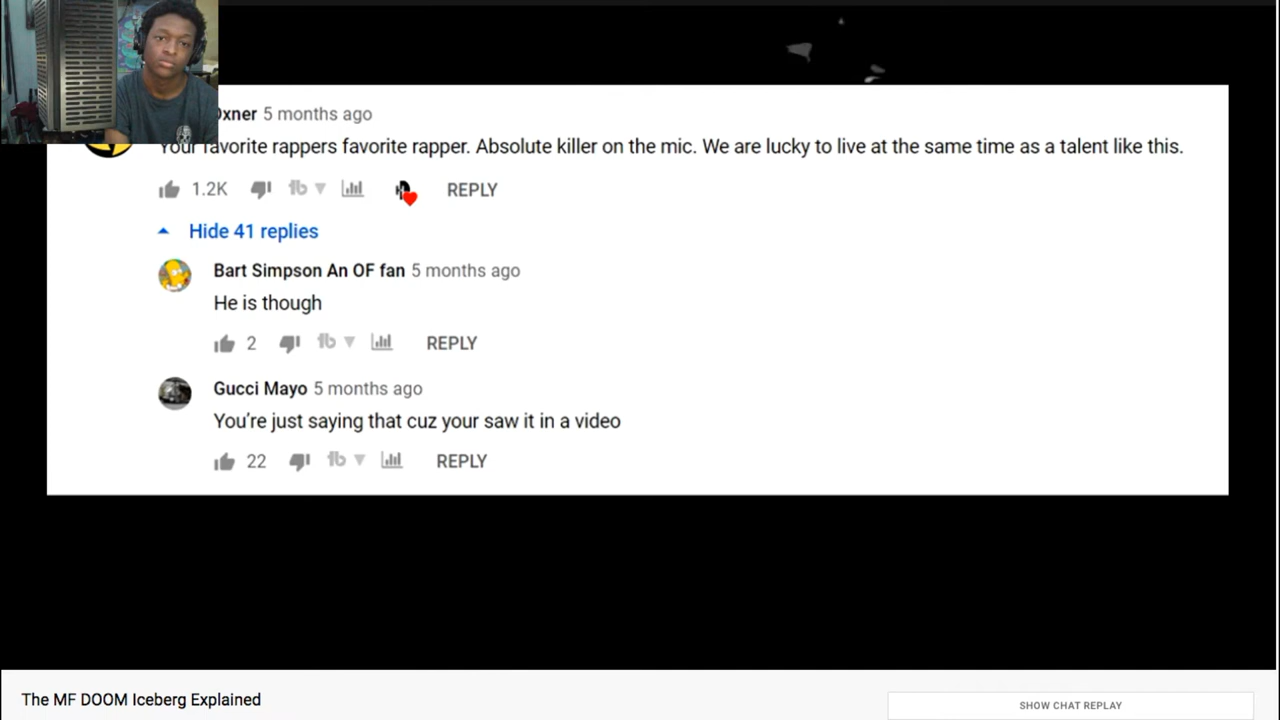 Oxner 5 months ago
Your favorite rappers favorite rapper. Absolute killer on the mic. We are lucky to live at the same time as a talent like this.
1.2K REPLY
Hide 41 replies
Bart Simpson An OF fan 5 months ago
He is though
2 REPLY
Gucci Mayo 5 months ago
You're just saying that cuz your saw it in a video
22 REPLY
The MF DOOM Iceberg Explained
SHOW CHAT REPLAY